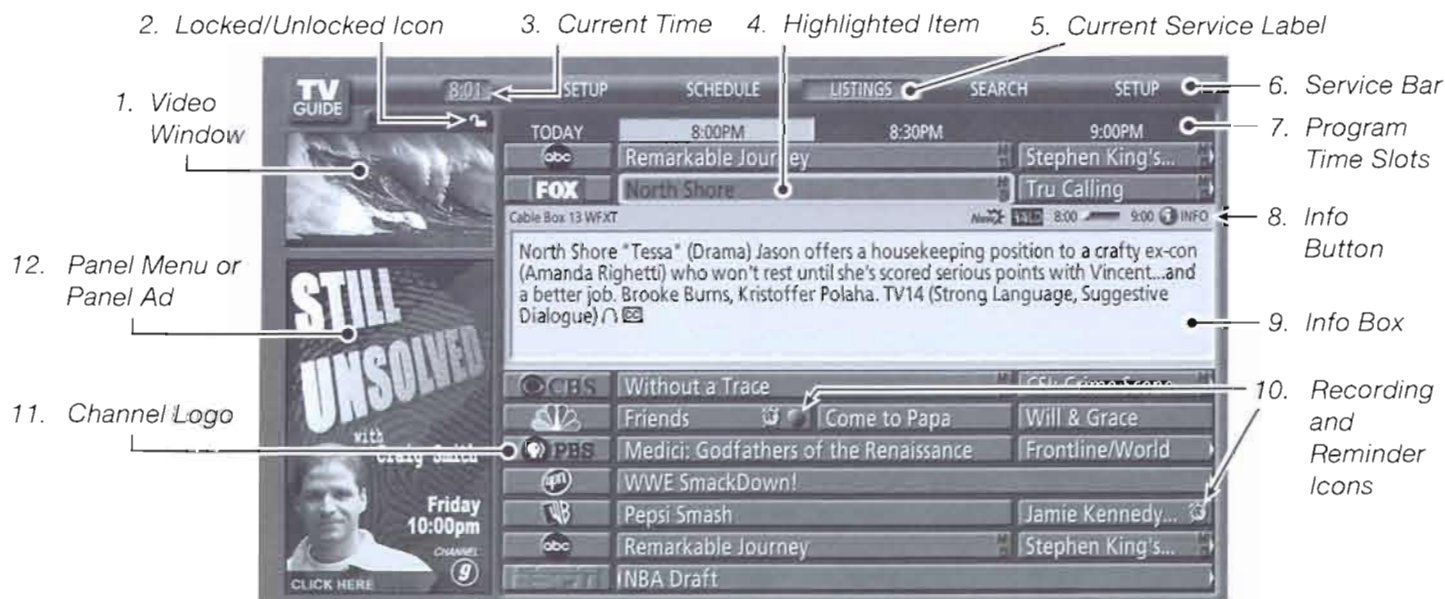 2. Locked/Unlocked Icon
3. Current Time
4. Highlighted Item
5. Current Service Label
1. Video
Window
6. Service Bar
7. Program
Time Slots
8. Info
Button
12. Panel Menu or
Panel Ad
9. Info Box
11. Channel Logo
10. Recording
and
Reminder
Icons
TV
GUIDE
8:01 SETUP SCHEDULE LISTINGS SEARCH SETUP
TODAY 8:00PM 8:30PM 9:00PM
abc Remarkable Journey Stephen King's...
FOX North Shore Tru Calling
Cable Box 13 WFXT New 8:00 9:00 i INFO
North Shore "Tessa" (Drama) Jason offers a housekeeping position to a crafty ex-con
(Amanda Righetti) who won't rest until she's scored serious points with Vincent...and
a better job. Brooke Burns, Kristoffer Polaha. TV14 (Strong Language, Suggestive
Dialogue) CC
CBS Without a Trace CSI: Crime Scene
Friends Come to Papa Will & Grace
PBS Medici: Godfathers of the Renaissance Frontline/World
upn WWE SmackDown!
WB Pepsi Smash Jamie Kennedy...
abc Remarkable Journey Stephen King's...
NBA Draft
STILL
UNSOLVED
with
Craig Smith
Friday
10:00pm
CHANNEL
9
CLICK HERE